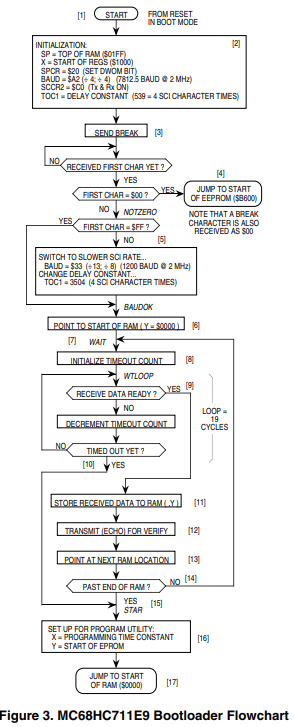 [1] START FROM RESET
IN BOOT MODE
INITIALIZATION: [2]
SP = TOP OF RAM ($01FF)
X = START OF REGS ($1000)
SPCR = $20 (SET DWOM BIT)
BAUD = $A2 (÷ 4; ÷ 4) (7812.5 BAUD @ 2 MHz)
SCCR2 = $C0 (Tx & Rx ON)
TOC1 = DELAY CONSTANT (539 = 4 SCI CHARACTER TIMES)
SEND BREAK [3]
NO RECEIVED FIRST CHAR YET ?
YES
[4]
FIRST CHAR = $00 ? YES JUMP TO START
OF EEPROM ($B600)
NO NOTZERO
NOTE THAT A BREAK
CHARACTER IS ALSO
RECEIVED AS $00
YES FIRST CHAR = $FF ?
NO [5]
SWITCH TO SLOWER SCI RATE...
BAUD = $33 (÷13; ÷ 8) (1200 BAUD @ 2 MHz)
CHANGE DELAY CONSTANT...
TOC1 = 3504 (4 SCI CHARACTER TIMES)
BAUDOK
POINT TO START OF RAM ( Y = $0000 ) [6]
[7] WAIT
INITIALIZE TIMEOUT COUNT [8]
WTLOOP
RECEIVE DATA READY ? YES [9]
NO
LOOP =
19
CYCLES
DECREMENT TIMEOUT COUNT
NO TIMED OUT YET ?
[10] YES
STORE RECEIVED DATA TO RAM ( ,Y ) [11]
TRANSMIT (ECHO) FOR VERIFY [12]
POINT AT NEXT RAM LOCATION [13]
PAST END OF RAM ? NO [14]
YES [15]
STAR
SET UP FOR PROGRAM UTILITY: [16]
X = PROGRAMMING TIME CONSTANT
Y = START OF EPROM
JUMP TO START [17]
OF RAM ($0000)
Figure 3. MC68HC711E9 Bootloader Flowchart